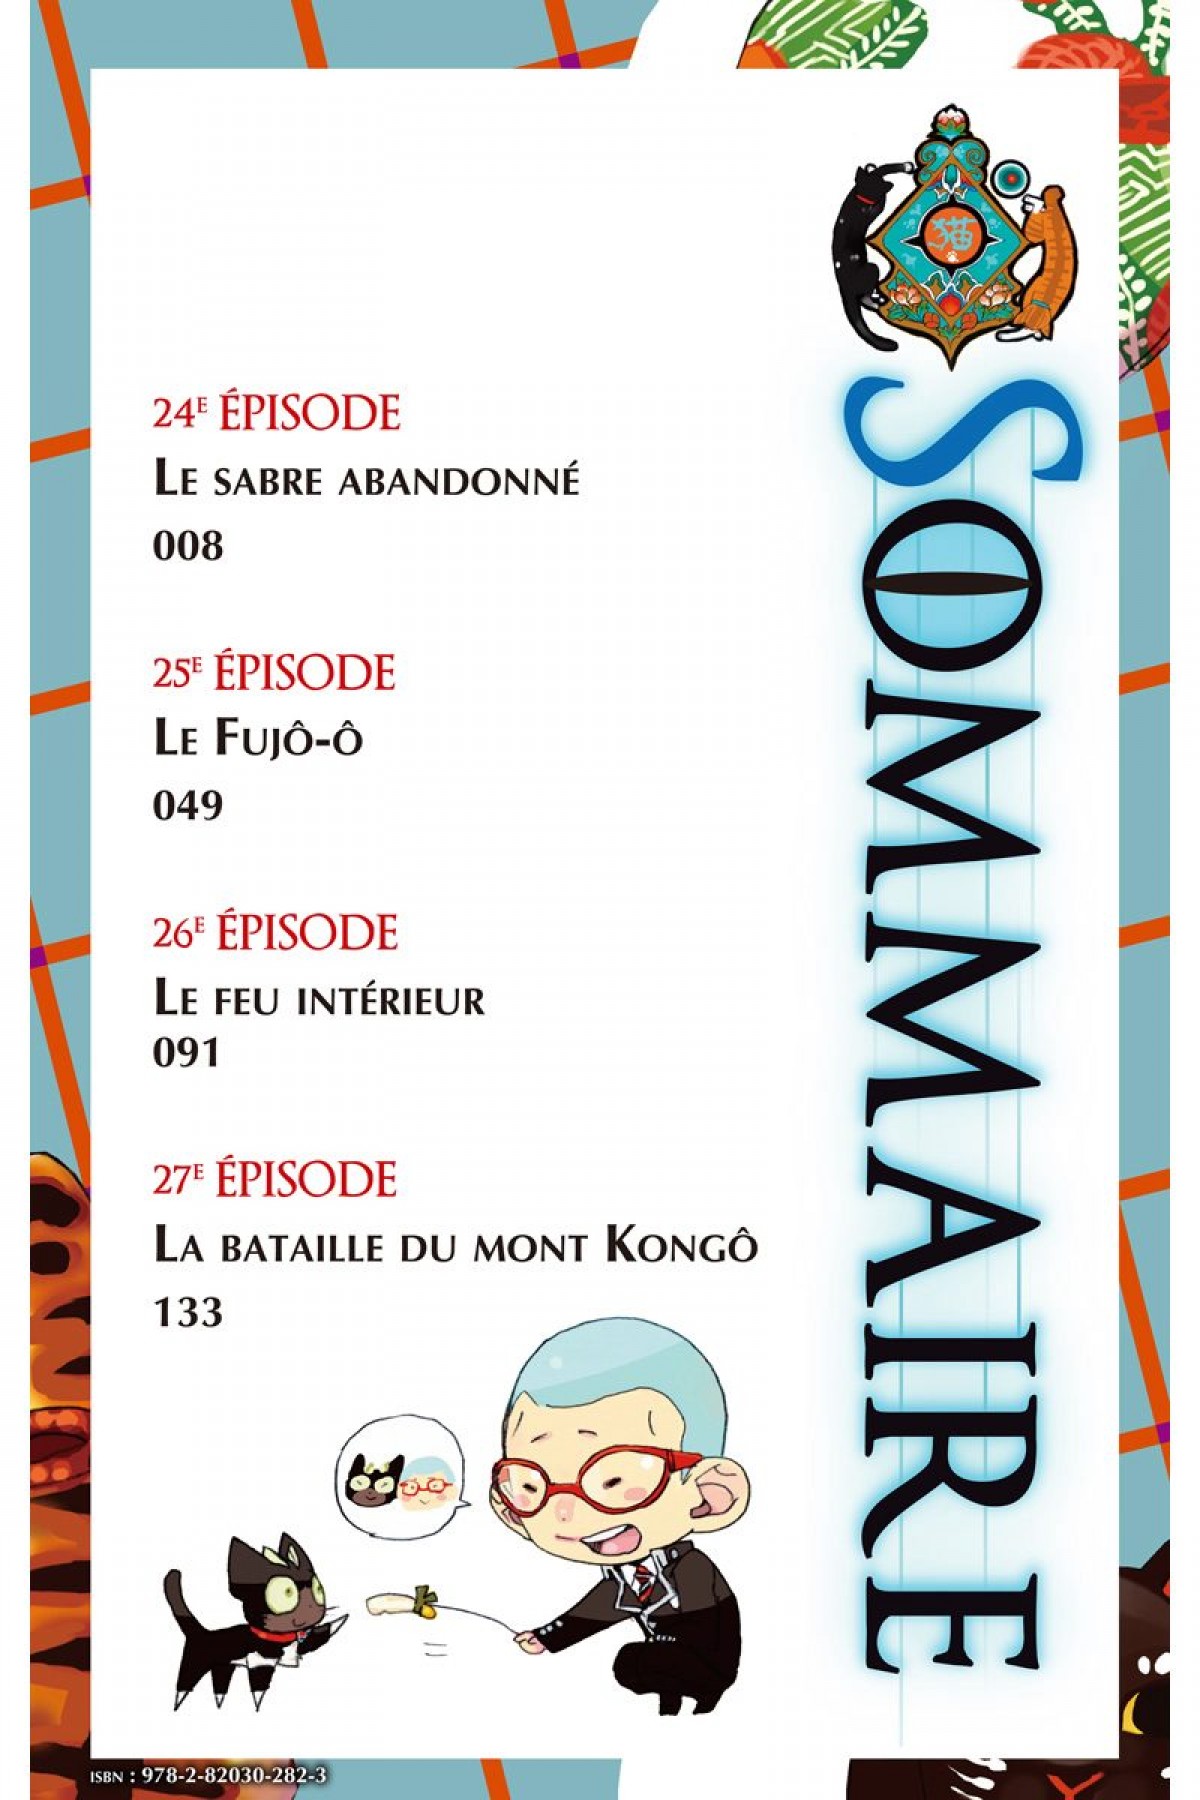 猫
SOMMAIRE
24E ÉPISODE
LE SABRE ABANDONNÉ
008
25E ÉPISODE
LE FUJÔ-Ô
049
26E ÉPISODE
LE FEU INTÉRIEUR
091
27E ÉPISODE
LA BATAILLE DU MONT KONGÔ
133
ISBN : 978-2-82030-282-3